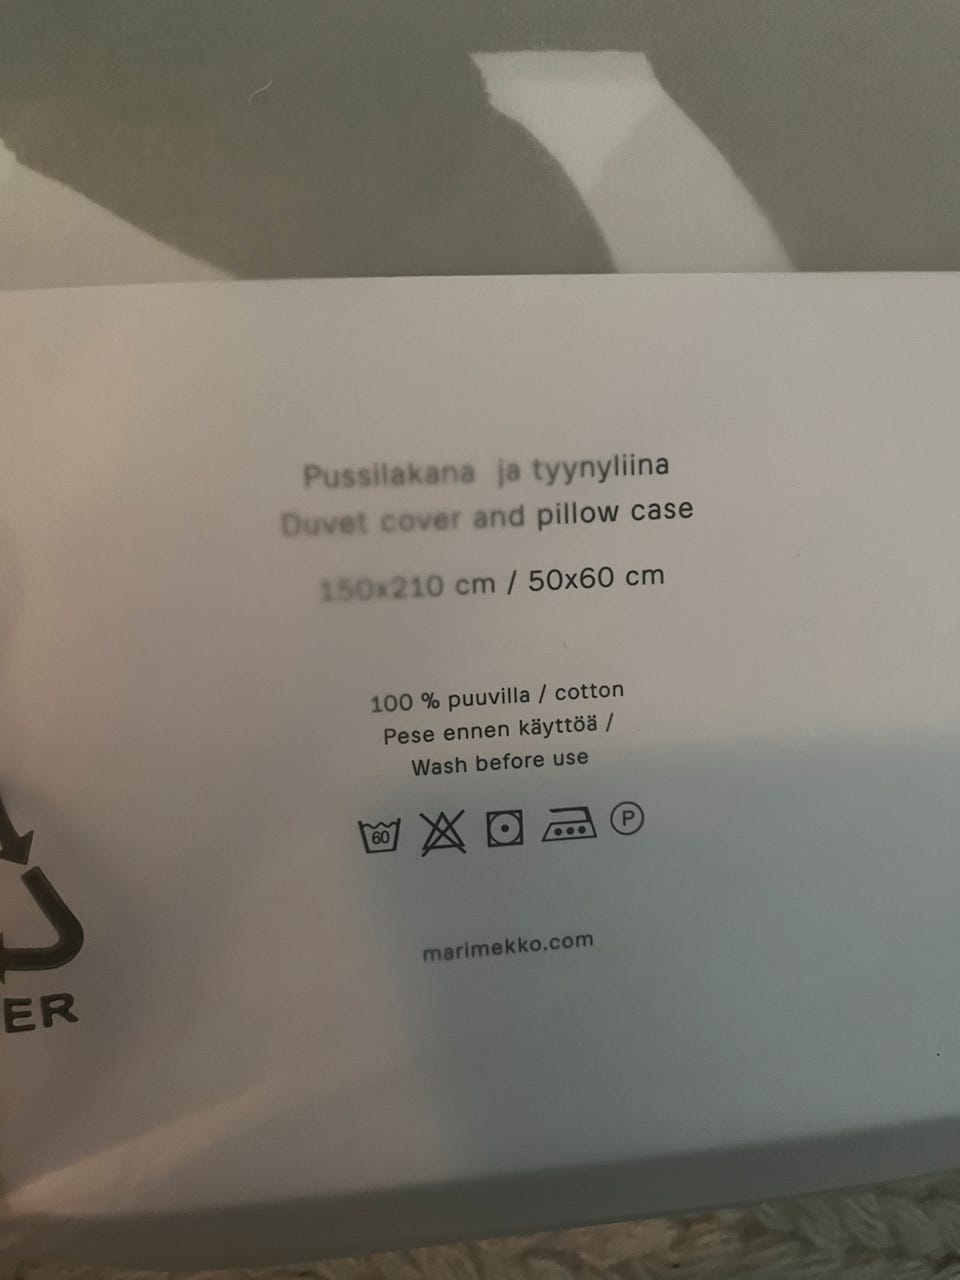 Pussilakana ja tyynyliina
Duvet cover and pillow case
150x210 cm / 50x60 cm
100 % puuvilla / cotton
Pese ennen käyttöä /
Wash before use
60
P
marimekko.com
ER